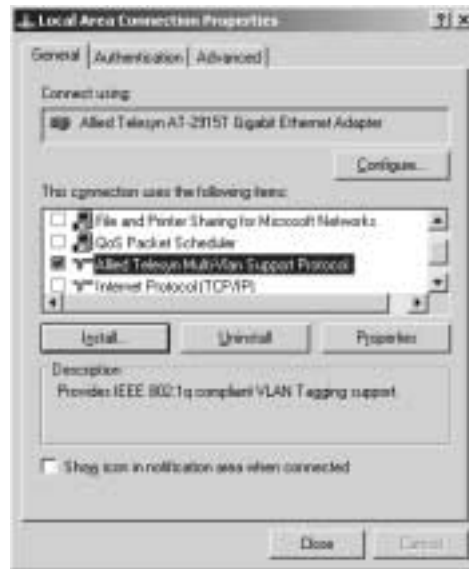 Local Area Connection Properties
General Authentication Advanced
Connect using:
Allied Telesyn AT-2915T Gigabit Ethernet Adapter
Configure...
This connection uses the following items:
File and Printer Sharing for Microsoft Networks
QoS Packet Scheduler
Allied Telesyn Multi-Vlan Support Protocol
Internet Protocol (TCP/IP)
Install... Uninstall Properties
Description
Provides IEEE 802.1q compliant VLAN Tagging support.
Show icon in notification area when connected
Close Cancel